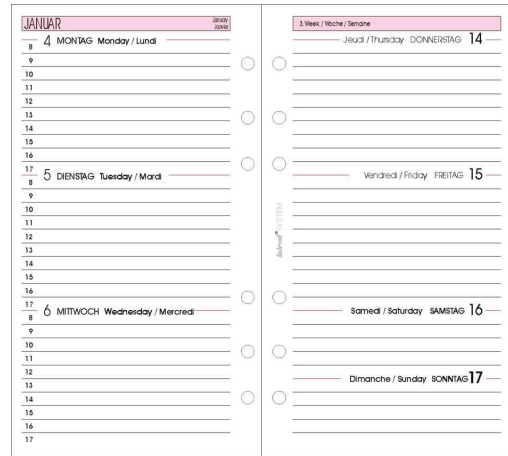 JANUAR January
Janvier
4 MONTAG Monday / Lundi
8
9
10
11
12
13
14
15
16
17
5 DIENSTAG Tuesday / Mardi
8
9
10
11
12
13
14
15
16
17
6 MITTWOCH Wednesday / Mercredi
8
9
10
11
12
13
14
15
16
17
3. Week / Woche / Semaine
Jeudi / Thursday DONNERSTAG 14
Vendredi / Friday FREITAG 15
SYSTEM
Samedi / Saturday SAMSTAG 16
Dimanche / Sunday SONNTAG 17